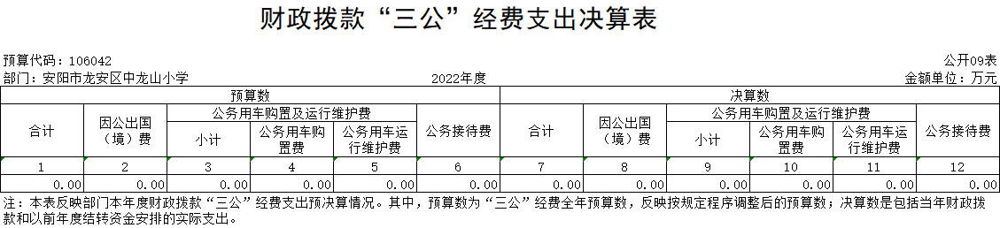 财政拨款“三公”经费支出决算表
预算代码：106042
公开09表
部门：安阳市龙安区中龙山小学
2022年度
金额单位：万元
预算数
决算数
合计
因公出国（境）费
公务用车购置及运行维护费
小计
公务用车购置费
公务用车运行维护费
公务接待费
合计
因公出国（境）费
公务用车购置及运行维护费
小计
公务用车购置费
公务用车运行维护费
公务接待费
1 2 3 4 5 6 7 8 9 10 11 12
0.00 0.00 0.00 0.00 0.00 0.00 0.00 0.00 0.00 0.00 0.00 0.00
注：本表反映部门本年度财政拨款“三公”经费支出预决算情况。其中，预算数为“三公”经费全年预算数，反映按规定程序调整后的预算数；决算数是包括当年财政拨
款和以前年度结转资金安排的实际支出。